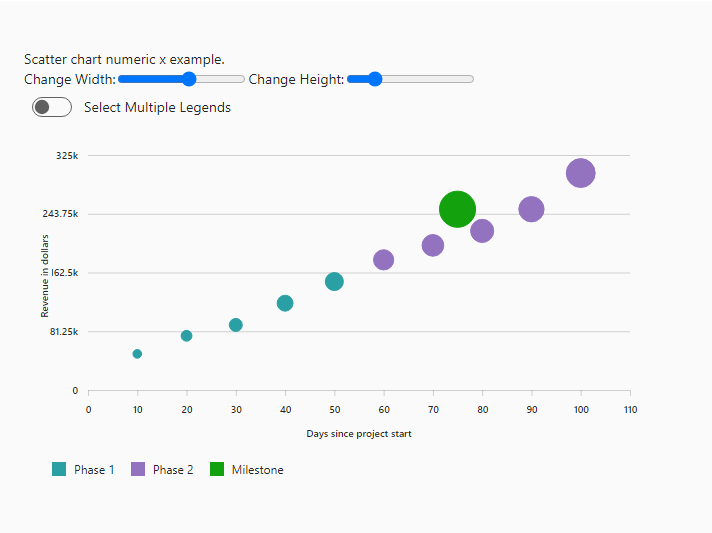 Scatter chart numeric x example.
Change Width: Change Height:
Select Multiple Legends
325k
243.75k
162.5k
81.25k
0
Revenue in dollars
0 10 20 30 40 50 60 70 80 90 100 110
Days since project start
Phase 1 Phase 2 Milestone